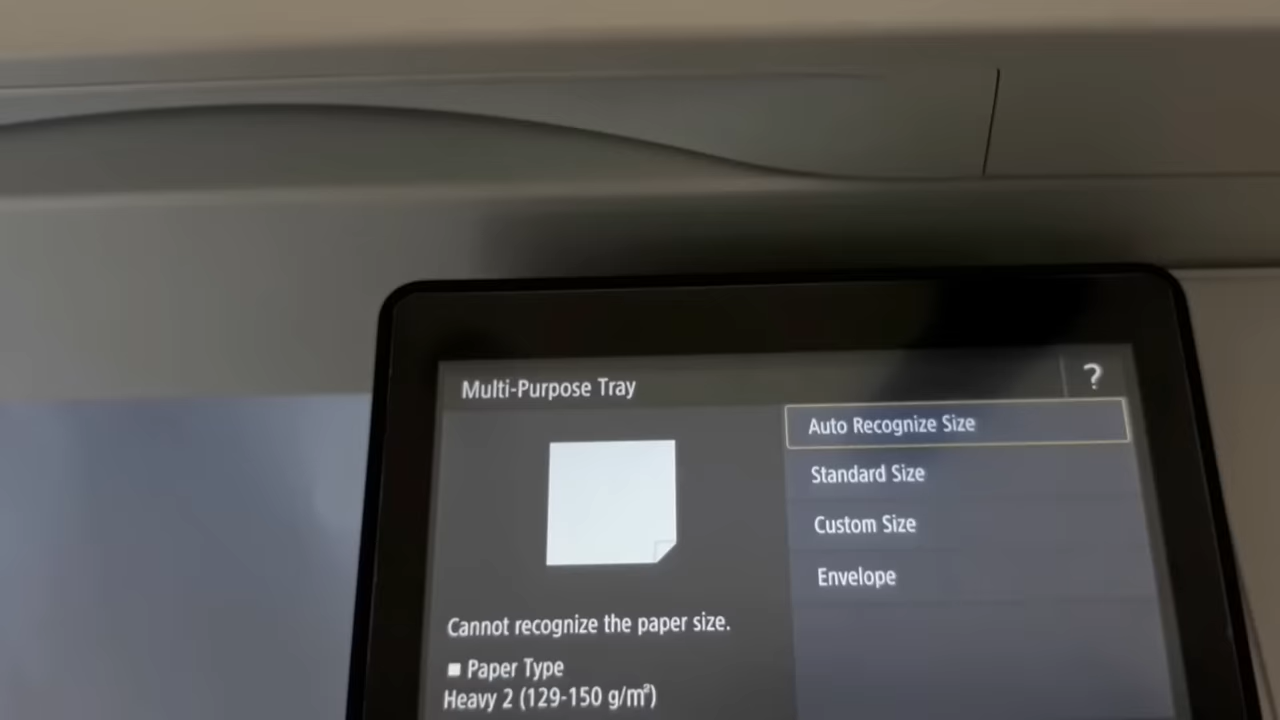 Multi-Purpose Tray
?
Auto Recognize Size
Standard Size
Custom Size
Envelope
Cannot recognize the paper size.
■ Paper Type
Heavy 2 (129-150 g/m²)